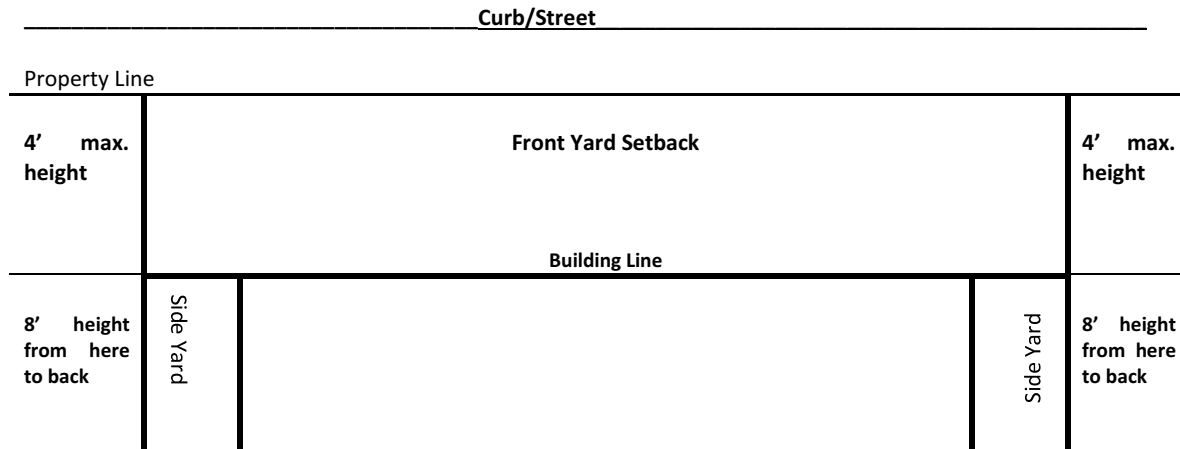 Curb/Street
Property Line
4’ max.
height
Front Yard Setback
4’ max.
height
Building Line
Side Yard
Side Yard
8’ height
from here
to back
8’ height
from here
to back